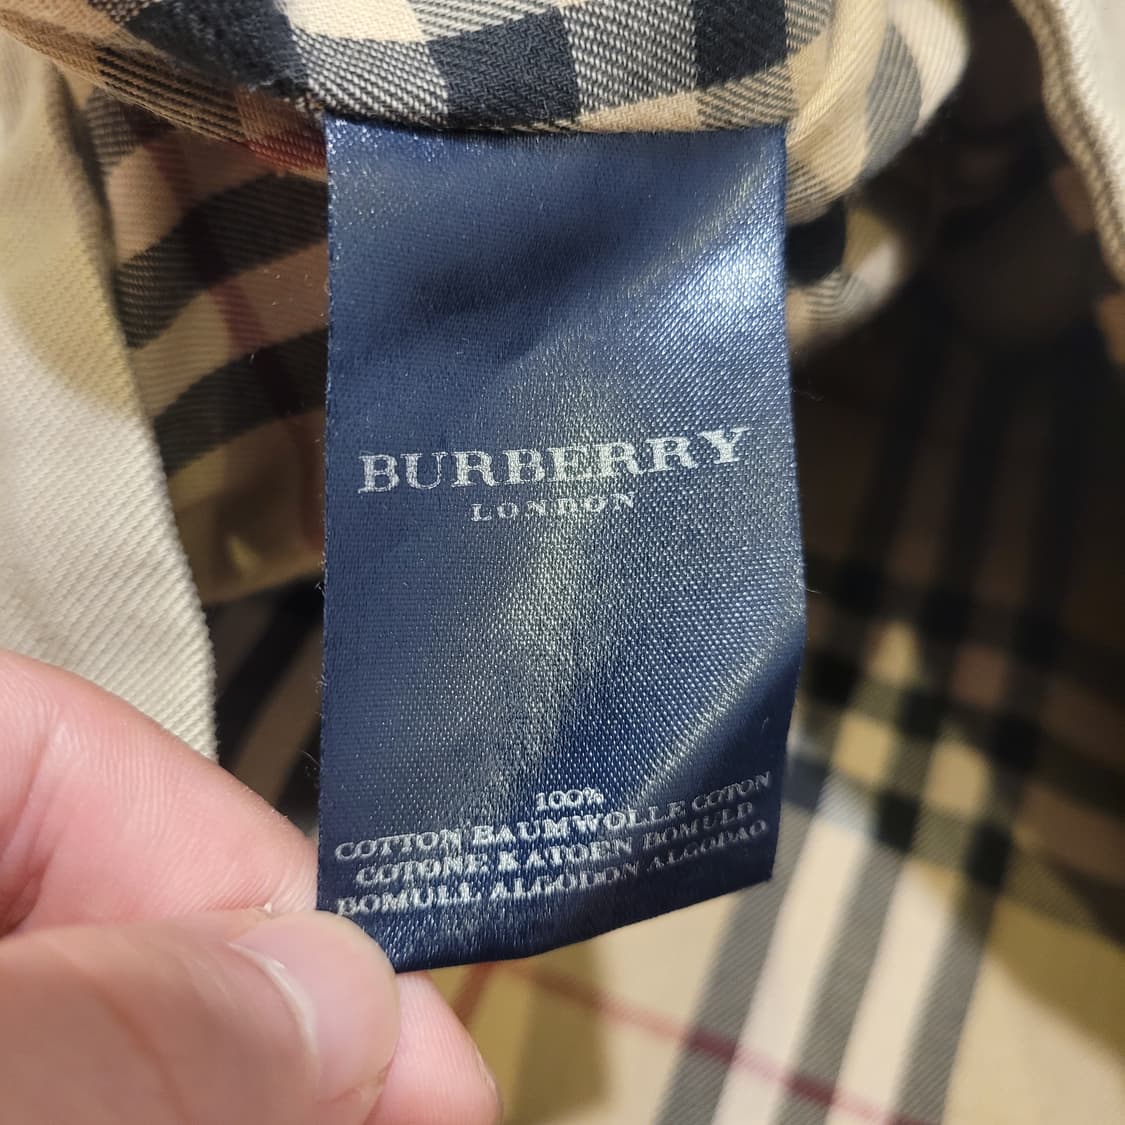 BURBERRY
LONDON
100%
COTTON BAUMWOLLE COTON
COTONE KATOEN BOMULD
BOMULL ALGODON ALGODAO